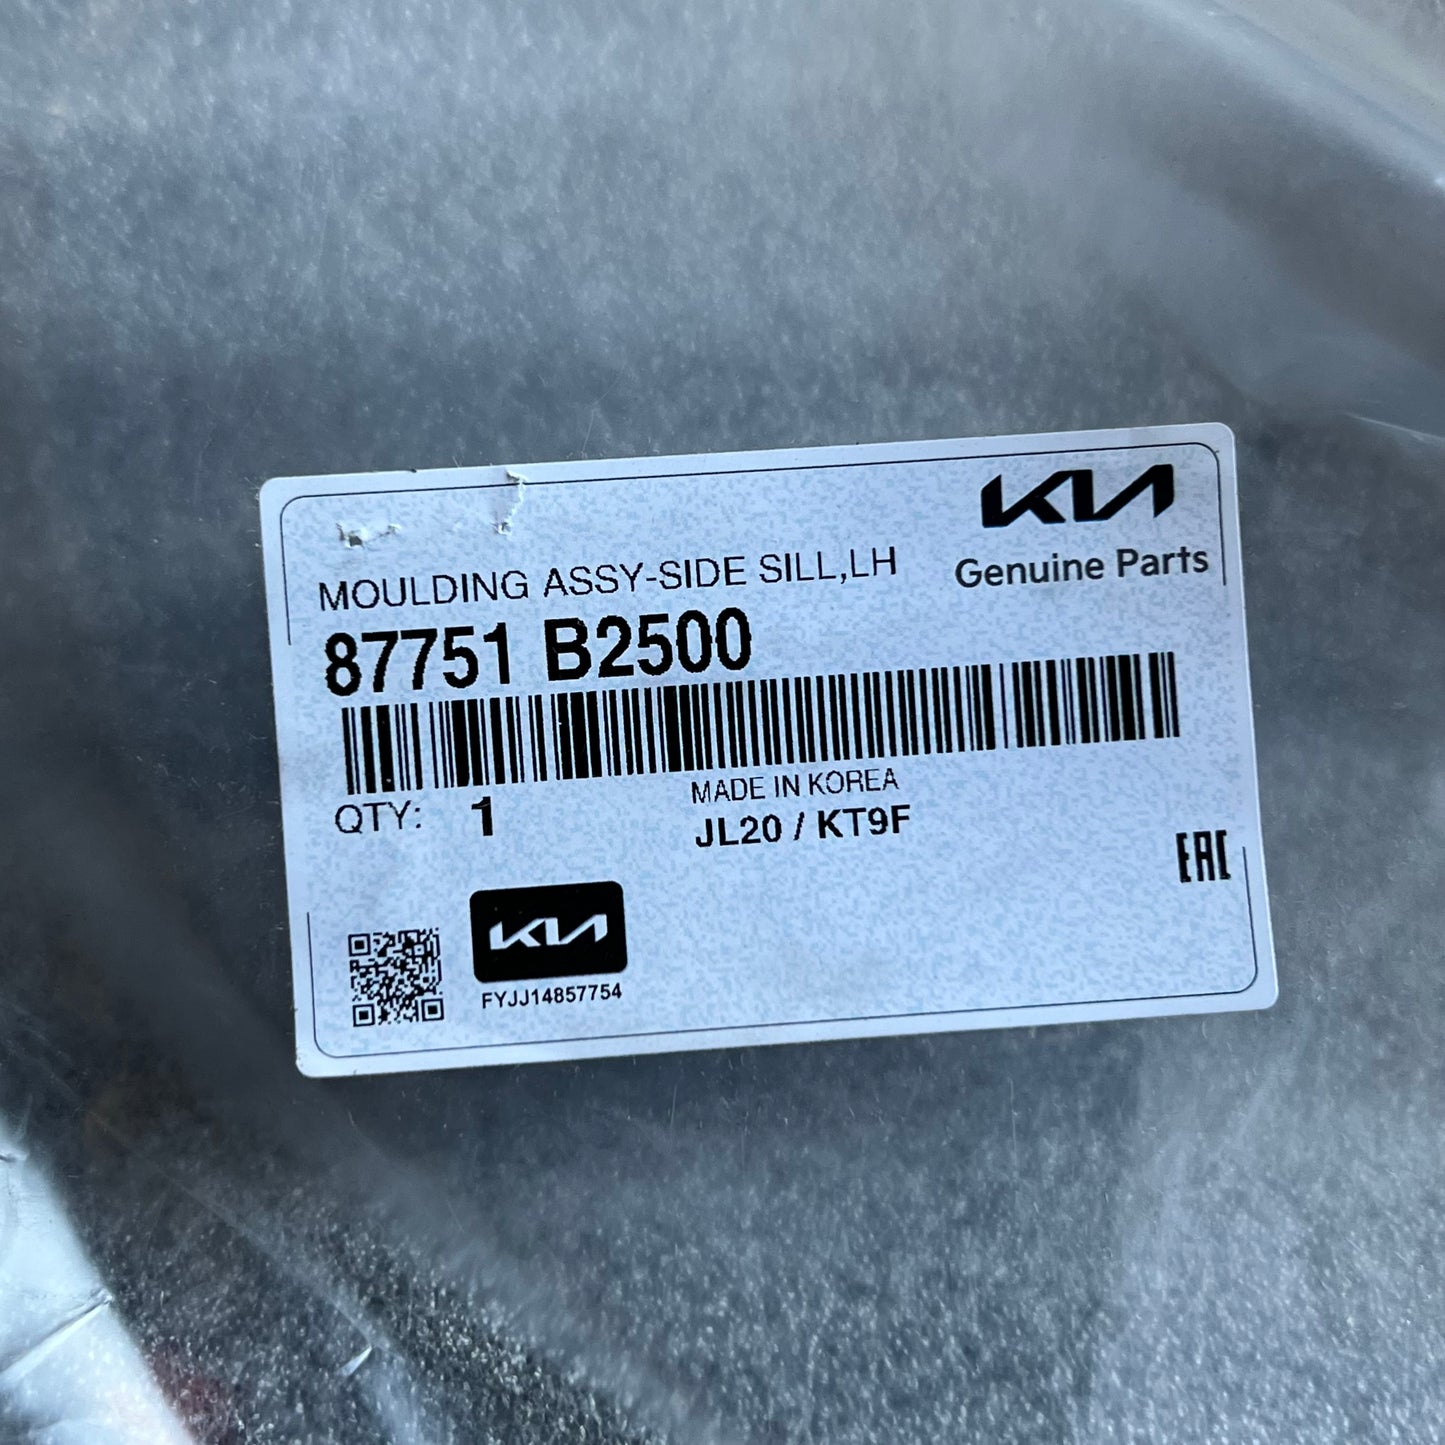 KIA
Genuine Parts
MOULDING ASSY-SIDE SILL,LH
87751 B2500
QTY: 1
MADE IN KOREA
JL20 / KT9F
EAC
KIA
FYJJ14857754